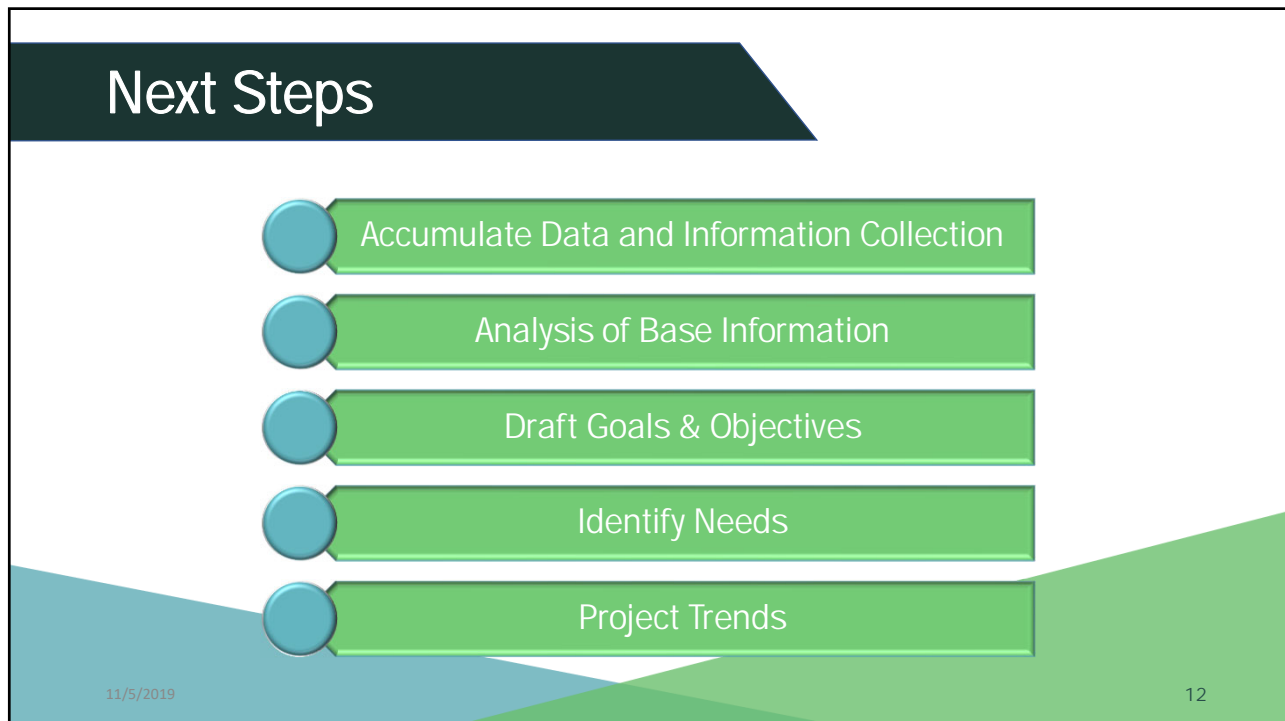 Next Steps
Accumulate Data and Information Collection
Analysis of Base Information
Draft Goals & Objectives
Identify Needs
Project Trends
11/5/2019
12